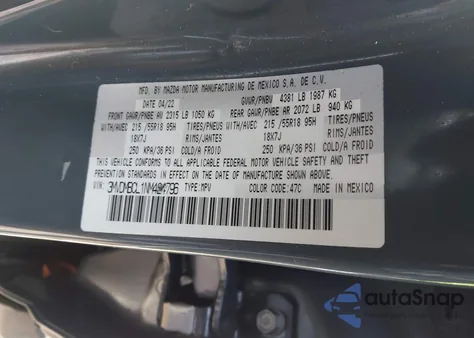 MFD. BY MAZDA MOTOR MANUFACTURING DE MEXICO S.A. DE C.V.
DATE 04/22 GVWR/PNBV 4381 LB 1987 KG
FRONT GAWR/PNBE AV 2315 LB 1050 KG REAR GAWR/PNBE AR 2072 LB 940 KG
WITH/AVEC 215 /55R18 95H TIRES/PNEUS WITH/AVEC 215 /55R18 95H TIRES/PNEUS
18X7J RIMS/JANTES 18X7J RIMS/JANTES
250 KPA/36 PSI COLD/A FROID 250 KPA/36 PSI COLD/A FROID
THIS VEHICLE CONFORMS TO ALL APPLICABLE FEDERAL MOTOR VEHICLE
SAFETY AND THEFT PREVENTION STANDARDS IN EFFECT ON THE DATE OF
MANUFACTURE SHOWN ABOVE.
TYPE:MPV COLOR CODE:47C MADE IN MEXICO
autoSnap